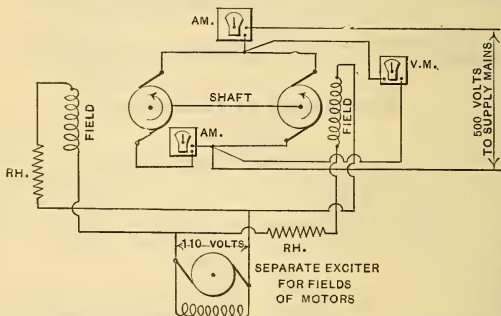 AM.
V.M.
SHAFT
AM.
FIELD
FIELD
RH.
500 VOLTS
TO SUPPLY MAINS
110 VOLTS
RH.
SEPARATE EXCITER
FOR FIELDS
OF MOTORS